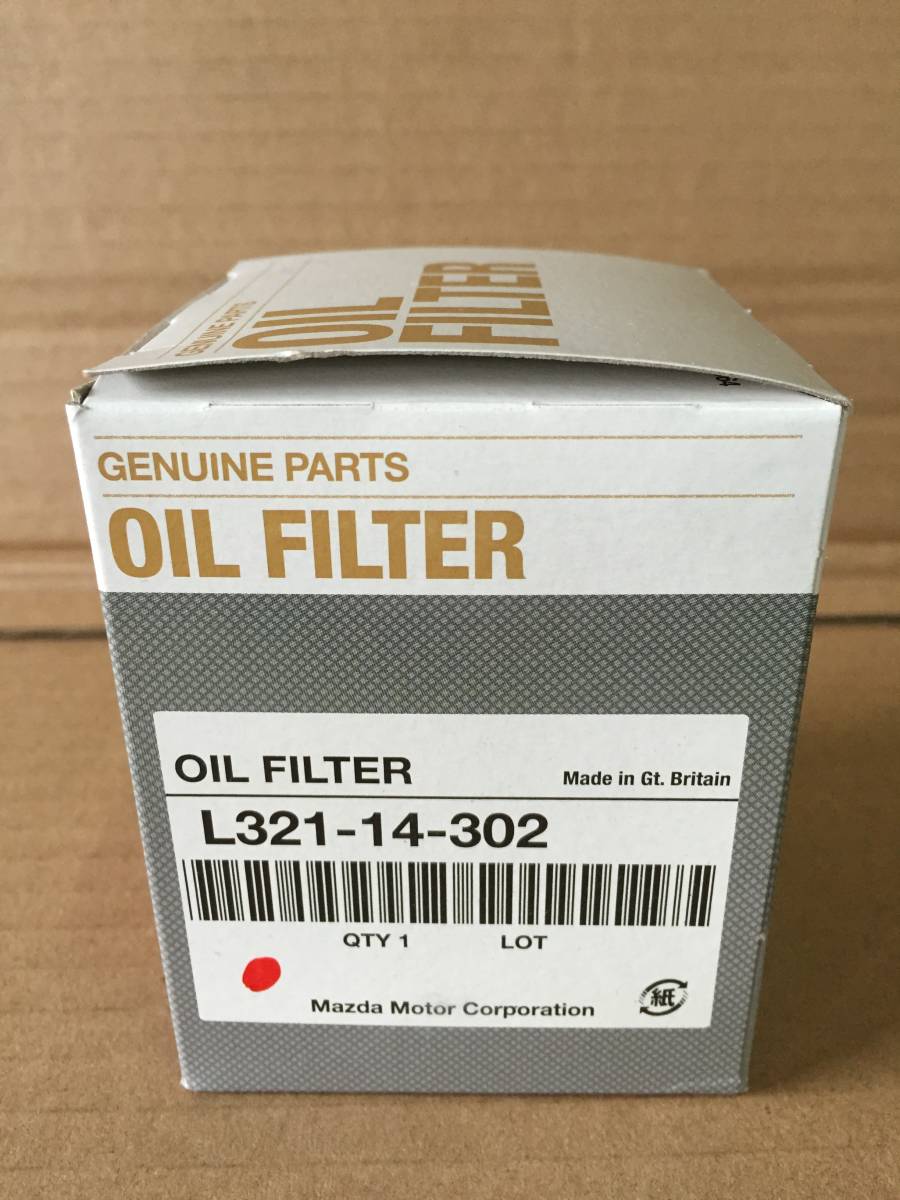 GENUINE PARTS
OIL
FILTER
GENUINE PARTS
OIL FILTER
OIL FILTER
Made in Gt. Britain
L321-14-302
QTY 1
LOT
Mazda Motor Corporation
紙